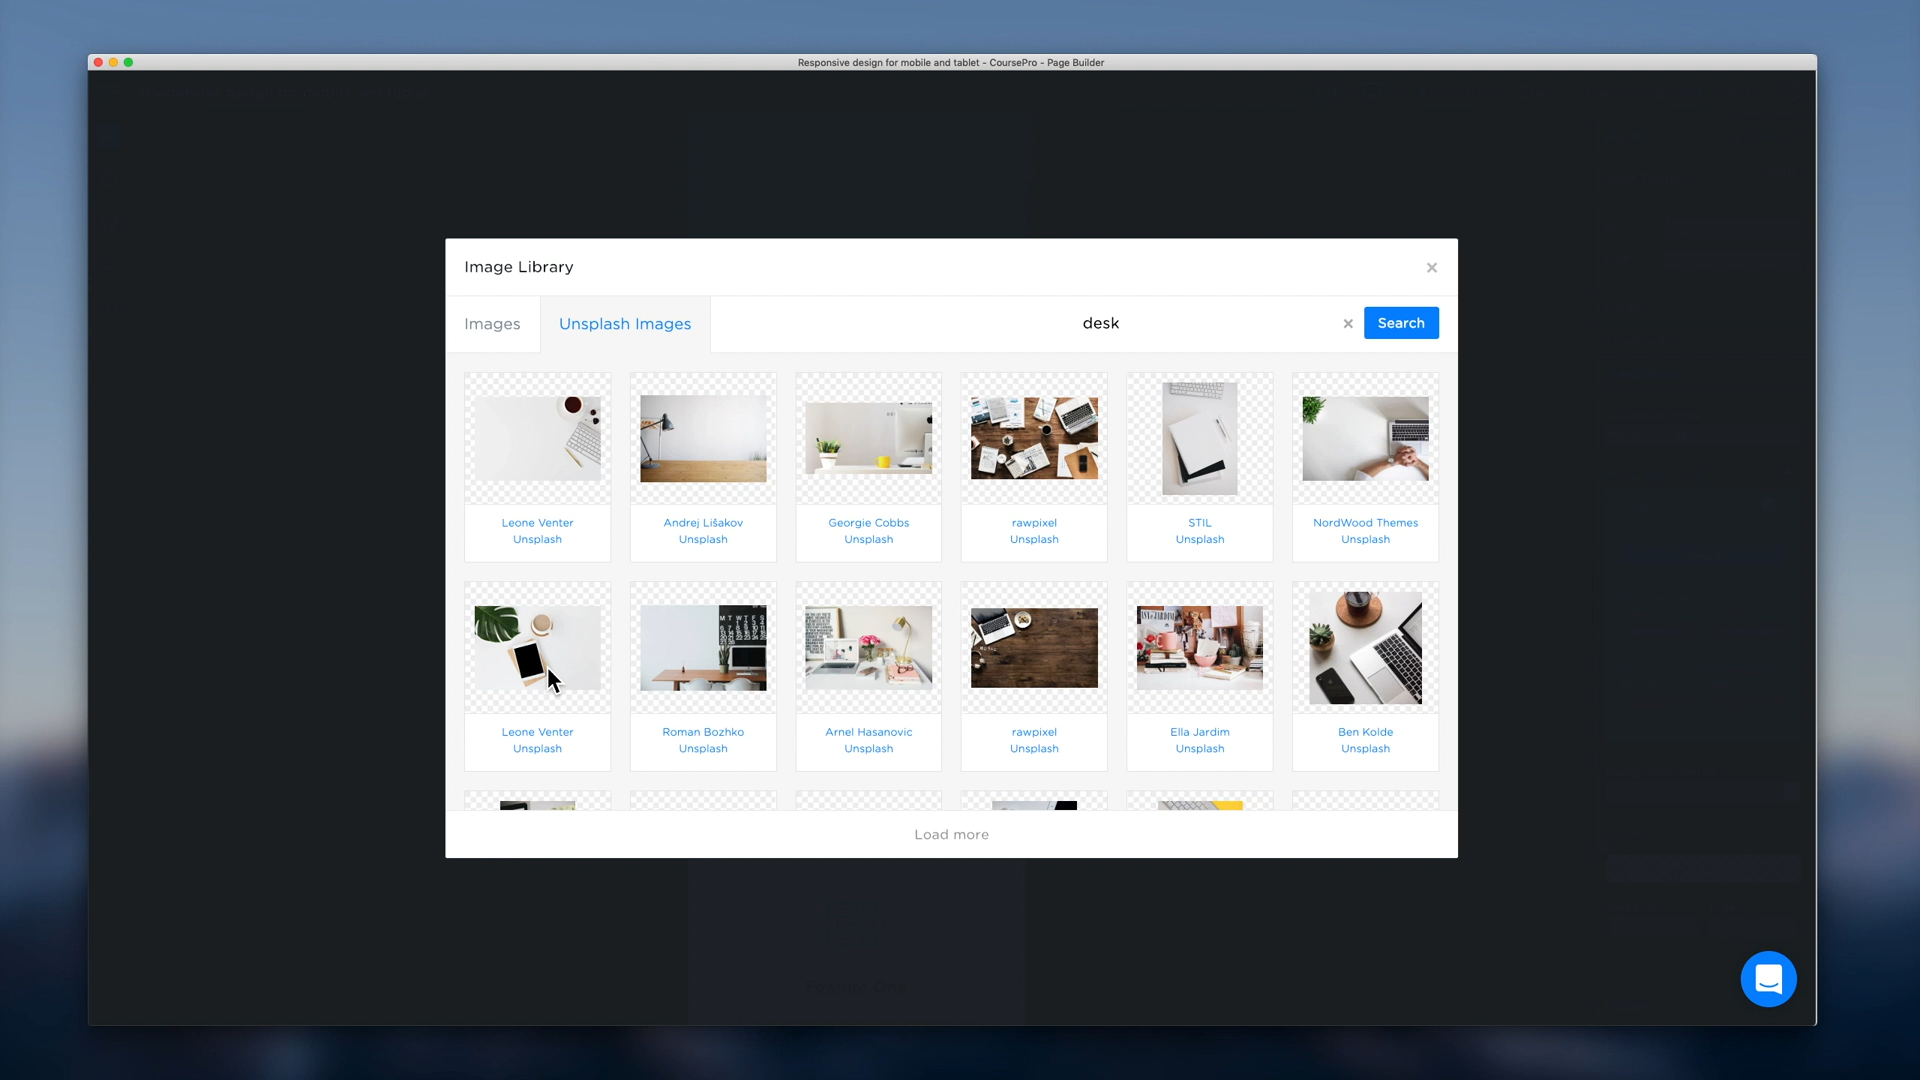 Responsive design for mobile and tablet - CoursePro - Page Builder
Image Library
Images
Unsplash Images
desk
Search
Leone Venter
Unsplash
Andrej Lišakov
Unsplash
Georgie Cobbs
Unsplash
rawpixel
Unsplash
STIL
Unsplash
NordWood Themes
Unsplash
Leone Venter
Unsplash
Roman Bozhko
Unsplash
Arnel Hasanovic
Unsplash
rawpixel
Unsplash
Ella Jardim
Unsplash
Ben Kolde
Unsplash
Load more